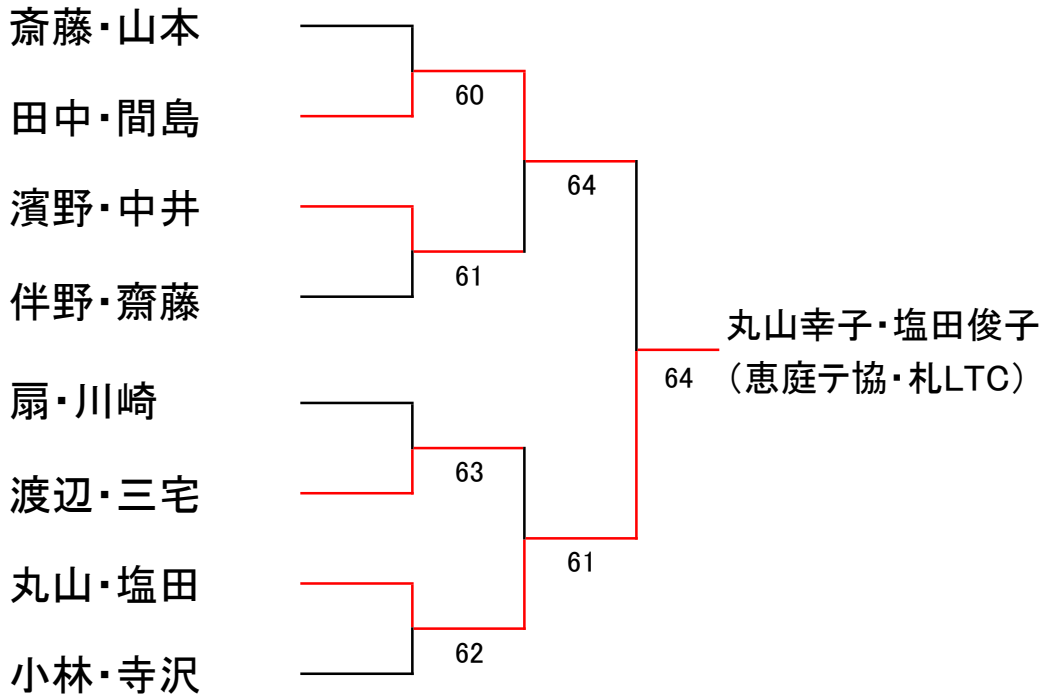 斎藤・山本
60
田中・間島
64
濱野・中井
61
伴野・齋藤
丸山幸子・塩田俊子
64 （恵庭テ協・札LTC）
扇・川崎
63
渡辺・三宅
61
丸山・塩田
62
小林・寺沢